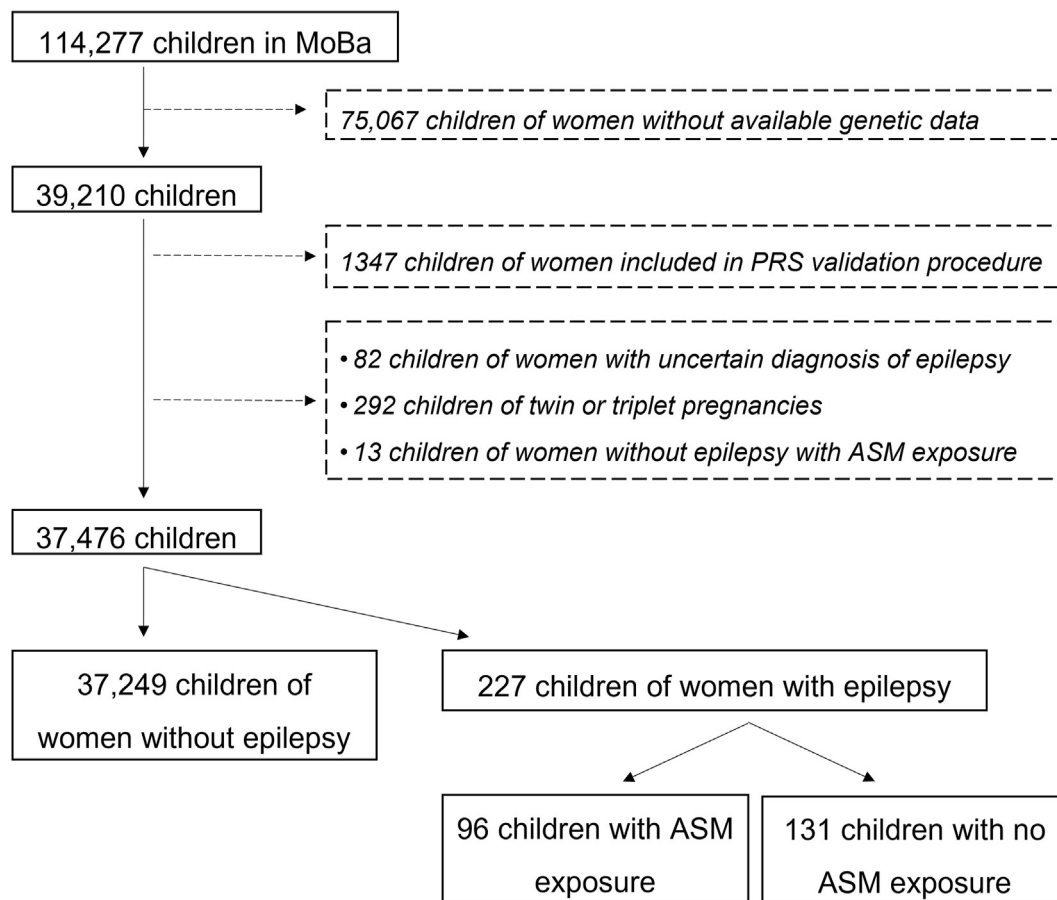 114,277 children in MoBa
75,067 children of women without available genetic data
39,210 children
1347 children of women included in PRS validation procedure
• 82 children of women with uncertain diagnosis of epilepsy
• 292 children of twin or triplet pregnancies
• 13 children of women without epilepsy with ASM exposure
37,476 children
37,249 children of
women without epilepsy
227 children of women with epilepsy
96 children with ASM
exposure
131 children with no
ASM exposure